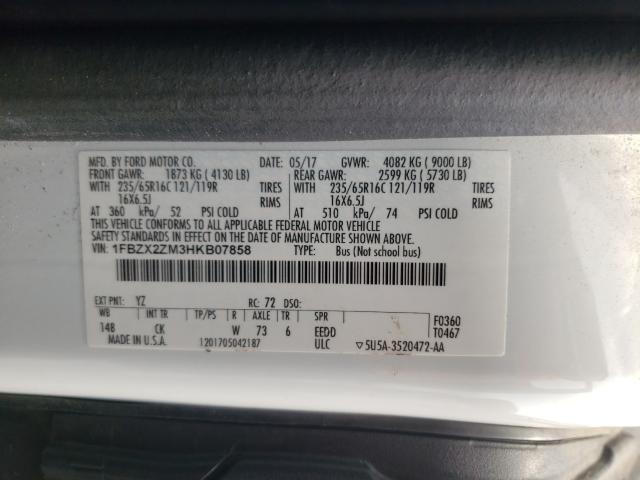 MFD. BY FORD MOTOR CO. DATE: 05/17 GVWR: 4082 KG ( 9000 LB)
FRONT GAWR: 1873 KG ( 4130 LB) REAR GAWR: 2599 KG ( 5730 LB)
WITH 235/65R16C 121/119R TIRES WITH 235/65R16C 121/119R TIRES
16X6.5J RIMS 16X6.5J RIMS
AT 360 kPa/ 52 PSI COLD AT 510 kPa/ 74 PSI COLD
THIS VEHICLE CONFORMS TO ALL APPLICABLE FEDERAL MOTOR VEHICLE
SAFETY STANDARDS IN EFFECT ON THE DATE OF MANUFACTURE SHOWN ABOVE.
VIN: 1FBZX2ZM3HKB07858 TYPE: Bus (Not school bus)
EXT PNT: YZ RC: 72 DSO:
WB INT TR TP/PS R AXLE TR SPR F0360
14B CK W 73 6 EEDD T0467
MADE IN U.S.A. 1201705042187 ULC ▽5U5A-3520472-AA